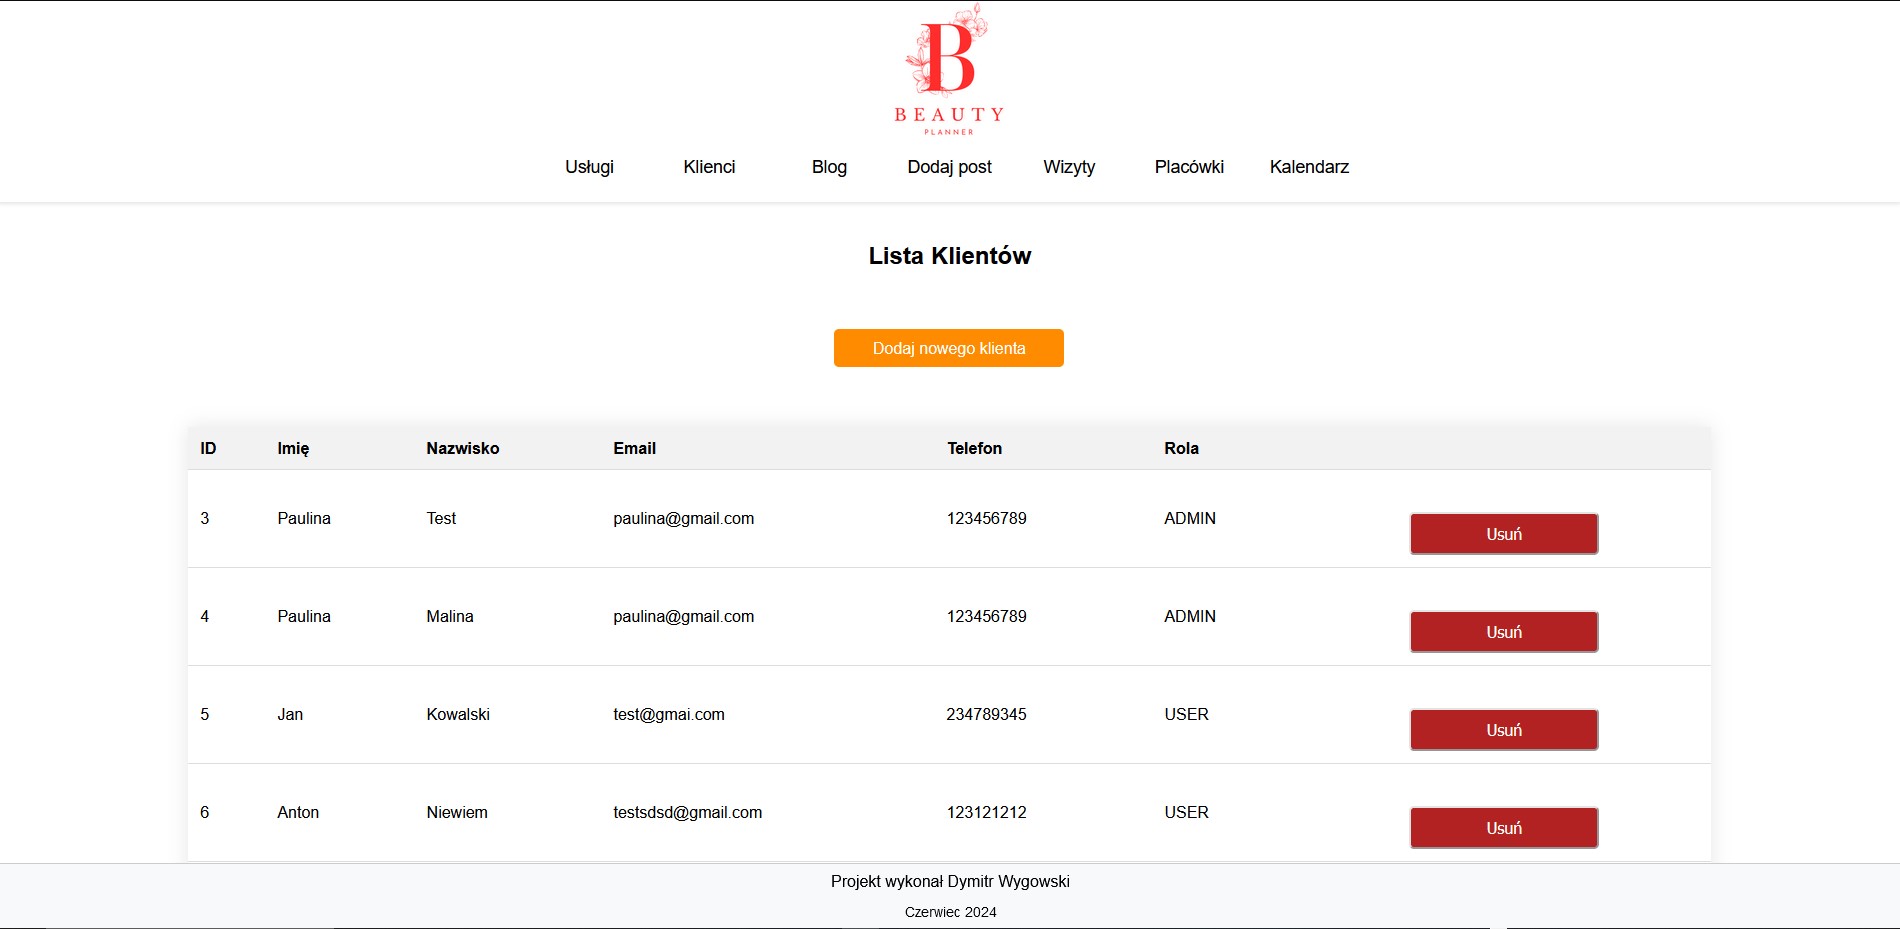 B
BEAUTY
PLANNER
Usługi Klienci Blog Dodaj post Wizyty Placówki Kalendarz
Lista Klientów
Dodaj nowego klienta
ID Imię Nazwisko Email Telefon Rola
3 Paulina Test paulina@gmail.com 123456789 ADMIN Usuń
4 Paulina Malina paulina@gmail.com 123456789 ADMIN Usuń
5 Jan Kowalski test@gmai.com 234789345 USER Usuń
6 Anton Niewiem testsdsd@gmail.com 123121212 USER Usuń
Projekt wykonał Dymitr Wygowski
Czerwiec 2024